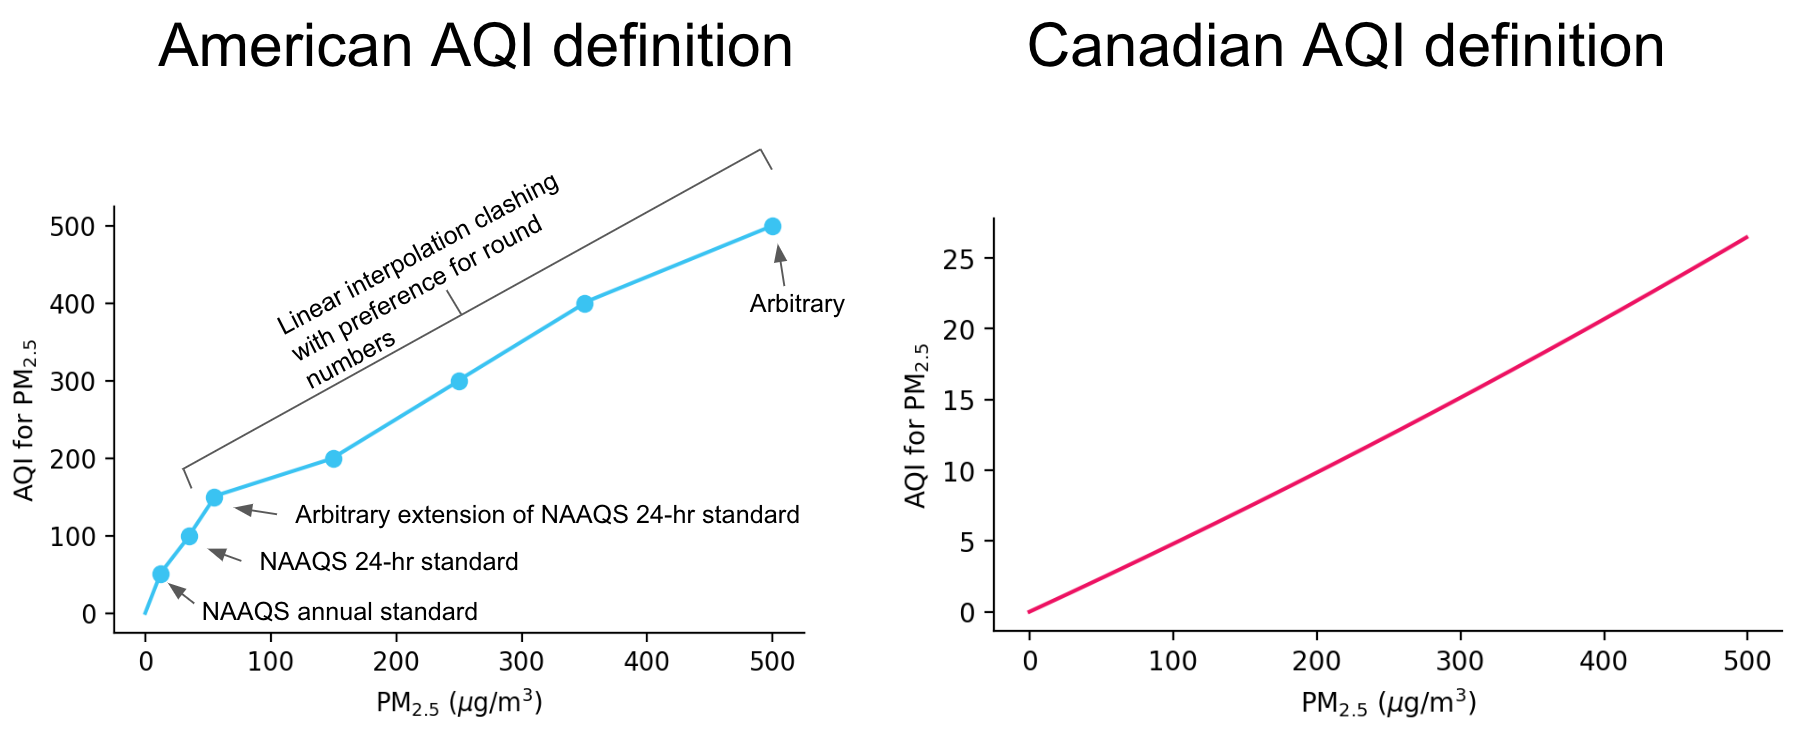 American AQI definition
Canadian AQI definition
Linear interpolation clashing
with preference for round
numbers
Arbitrary
Arbitrary extension of NAAQS 24-hr standard
NAAQS 24-hr standard
NAAQS annual standard
AQI for PM2.5
500
400
300
200
100
0
0
100
200
300
400
500
PM2.5 (μg/m³)
AQI for PM2.5
25
20
15
10
5
0
0
100
200
300
400
500
PM2.5 (μg/m³)